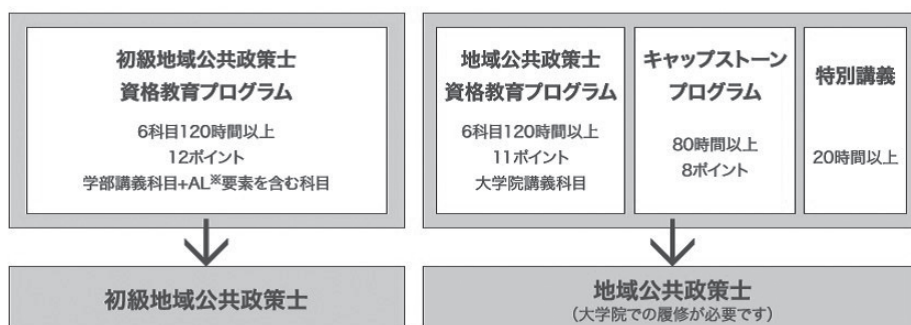 初級地域公共政策士
資格教育プログラム
6科目120時間以上
12ポイント
学部講義科目+AL※要素を含む科目
初級地域公共政策士
地域公共政策士
資格教育プログラム
6科目120時間以上
11ポイント
大学院講義科目
キャップストーン
プログラム
80時間以上
8ポイント
特別講義
20時間以上
地域公共政策士
(大学院での履修が必要です)